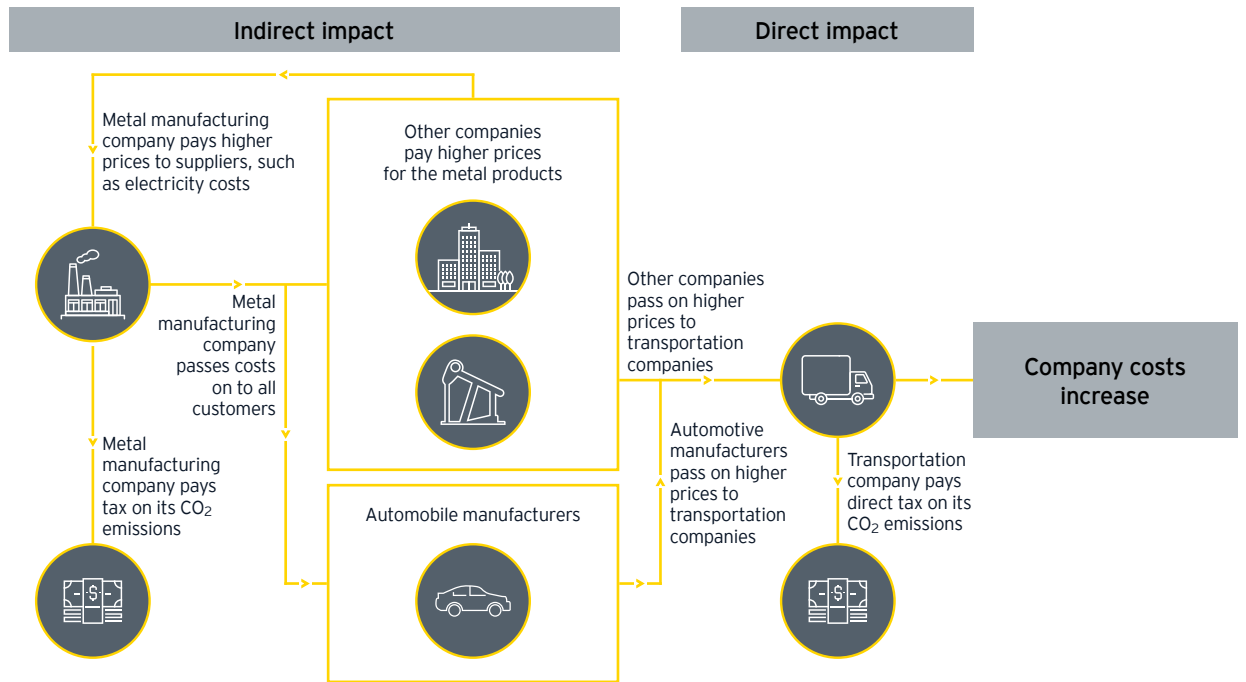 Indirect impact
Direct impact
Metal manufacturing
company pays higher
prices to suppliers, such
as electricity costs
Other companies
pay higher prices
for the metal products
Metal
manufacturing
company
passes costs
on to all
customers
Other companies
pass on higher
prices to
transportation
companies
Company costs
increase
Metal
manufacturing
company pays
tax on its CO₂
emissions
Automobile manufacturers
Automotive
manufacturers
pass on higher
prices to
transportation
companies
Transportation
company pays
direct tax on its
CO₂ emissions
$
$